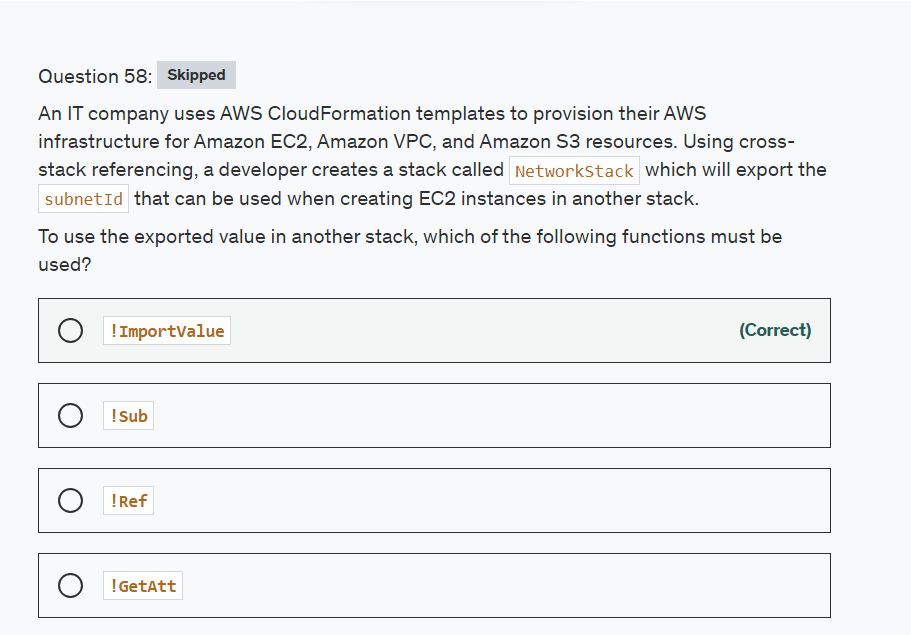 Question 58: Skipped
An IT company uses AWS CloudFormation templates to provision their AWS
infrastructure for Amazon EC2, Amazon VPC, and Amazon S3 resources. Using cross-
stack referencing, a developer creates a stack called NetworkStack which will export the
subnetId that can be used when creating EC2 instances in another stack.
To use the exported value in another stack, which of the following functions must be
used?
!ImportValue (Correct)
!Sub
!Ref
!GetAtt